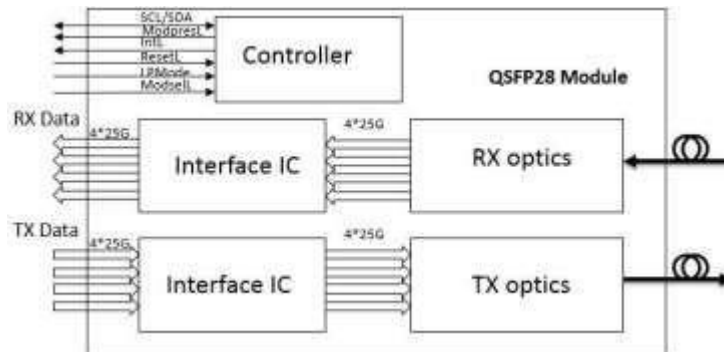 SCL/SDA
ModpresL
IntL
ResetL
LPMode
ModselL
Controller
QSFP28 Module
RX Data
4*25G
Interface IC
4*25G
RX optics
TX Data
4*25G
Interface IC
4*25G
TX optics